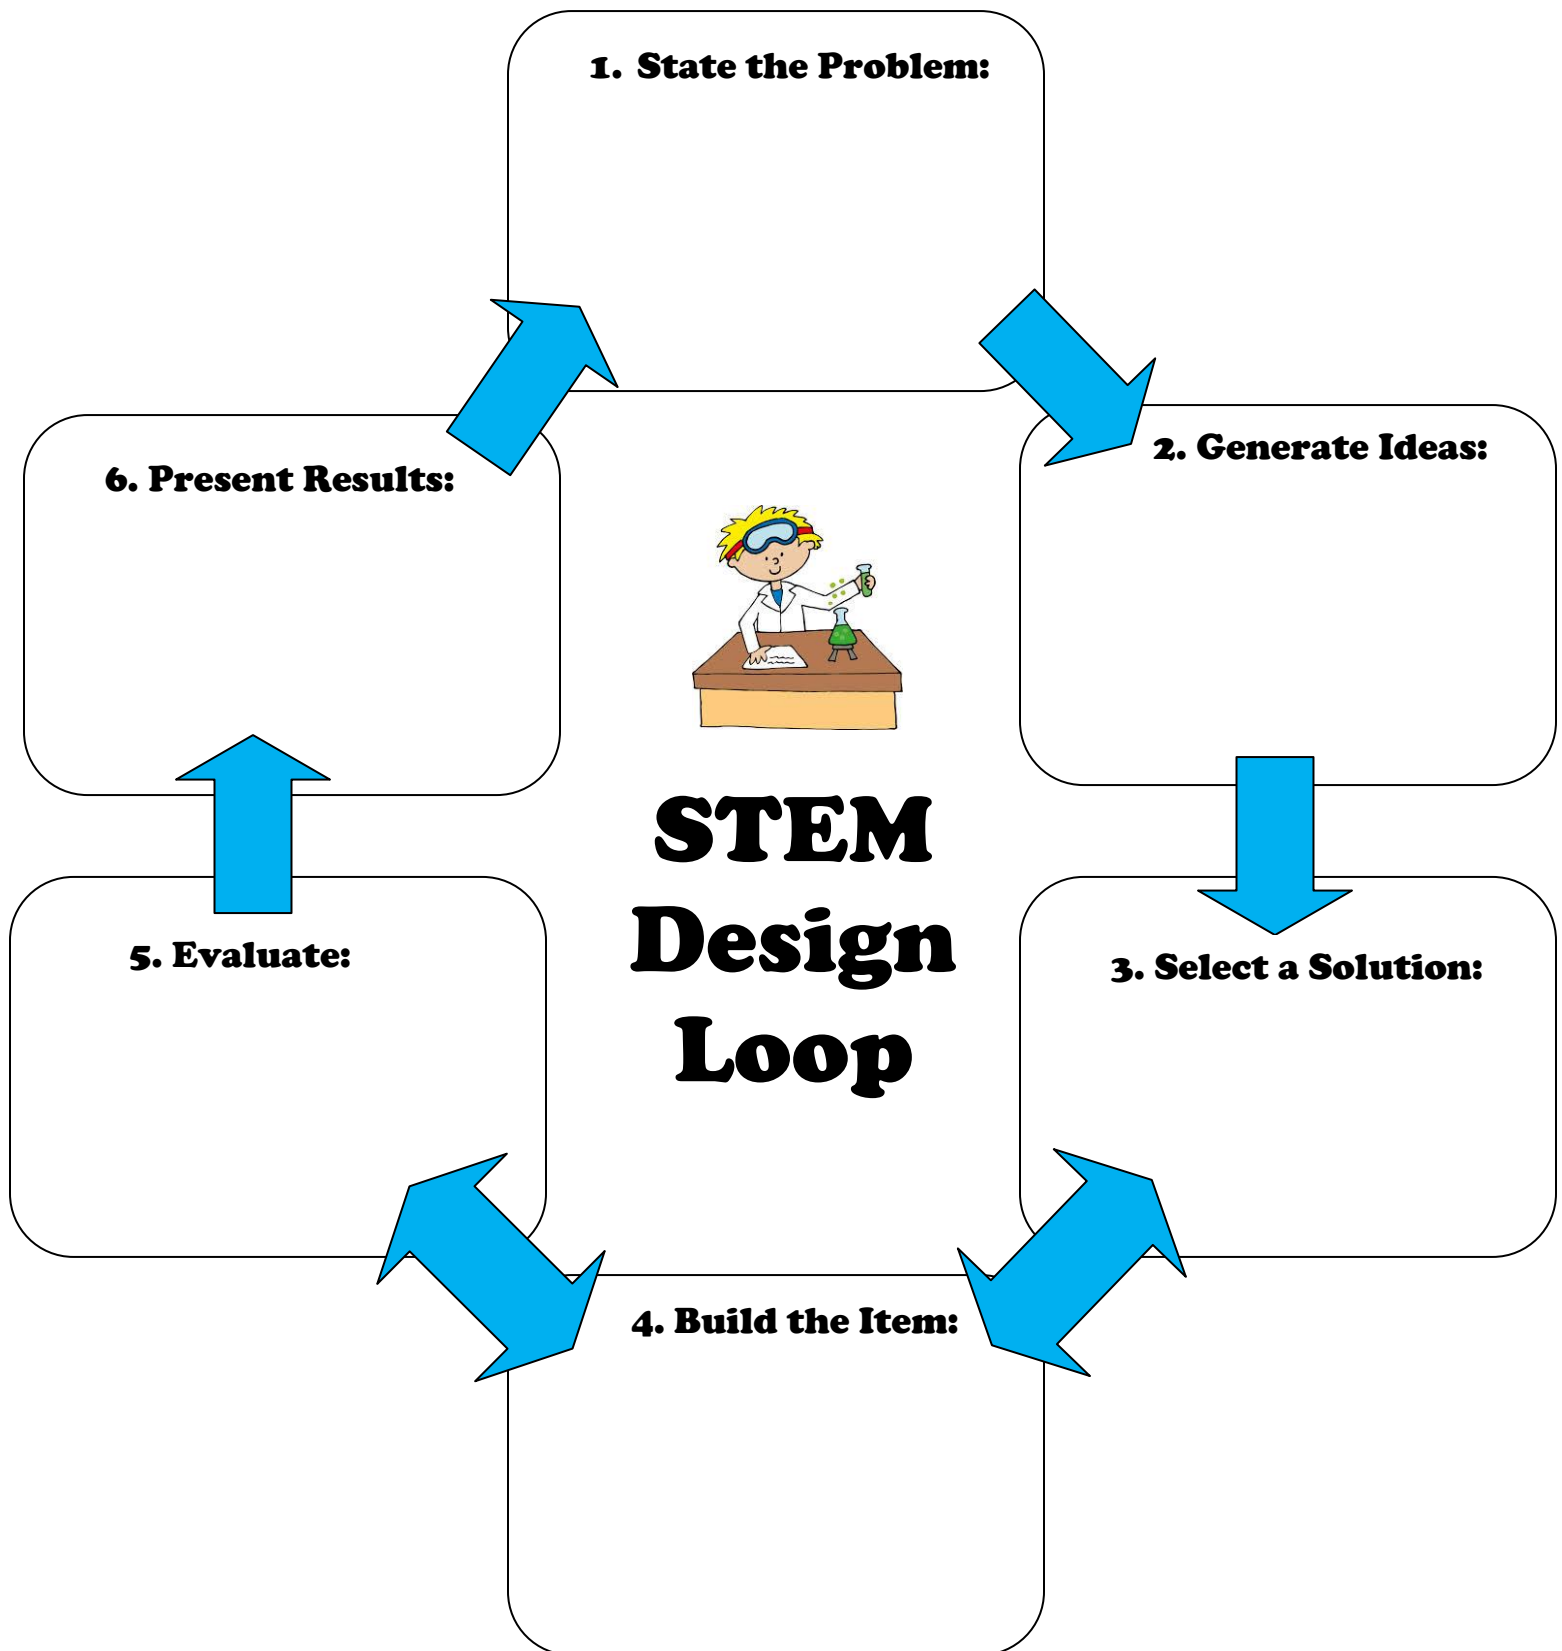 1. State the Problem:
2. Generate Ideas:
6. Present Results:
STEM
Design
Loop
5. Evaluate:
3. Select a Solution:
4. Build the Item: